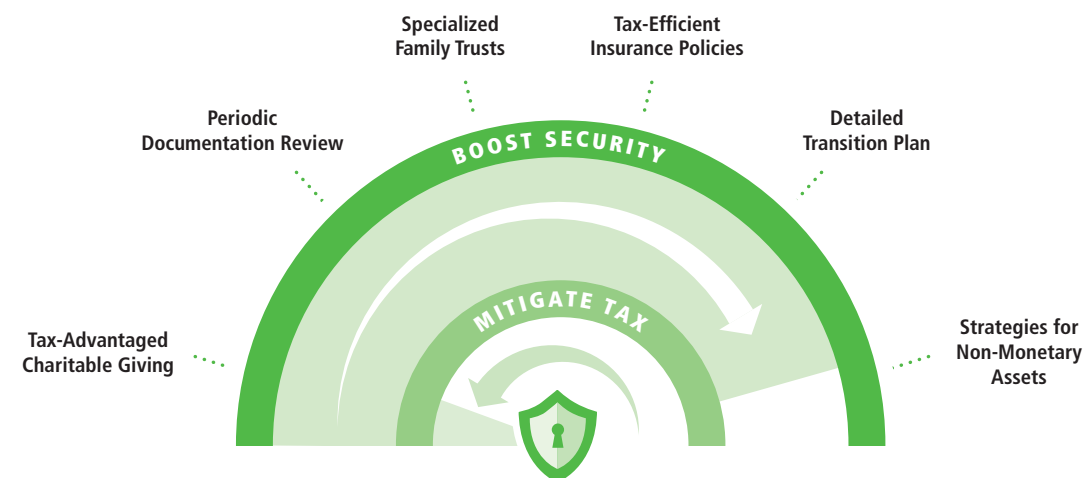 Specialized
Family Trusts
Tax-Efficient
Insurance Policies
Periodic
Documentation Review
Detailed
Transition Plan
BOOST SECURITY
MITIGATE TAX
Tax-Advantaged
Charitable Giving
Strategies for
Non-Monetary
Assets